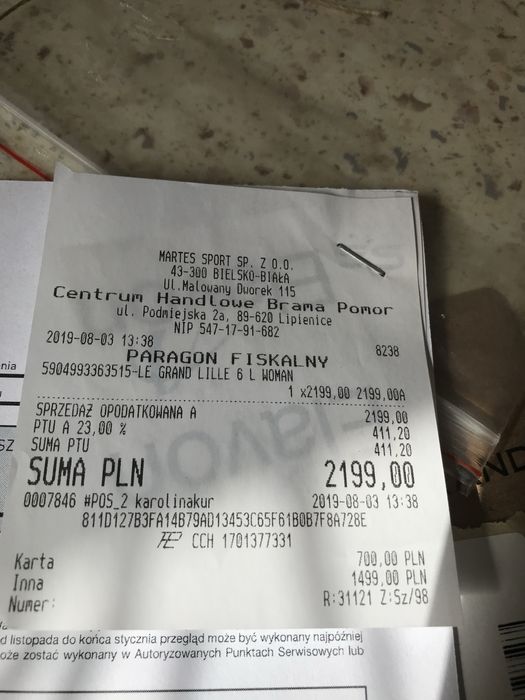 MARTES SPORT SP. Z O.O.
43-300 BIELSKO-BIAŁA
Ul.Malowany Dworek 115
Centrum Handlowe Brama Pomor
ul. Podmiejska 2a, 89-620 Lipienice
NIP 547-17-91-682
2019-08-03 13:38 8238
PARAGON FISKALNY
5904993363515-LE GRAND LILLE 6 L WOMAN
1 x2199,00 2199,00A
SPRZEDAŻ OPODATKOWANA A 2199,00
PTU A 23,00 % 411,20
SUMA PTU 411,20
SUMA PLN 2199,00
0007846 #POS_2 karolinakur 2019-08-03 13:38
811D127B3FA14B79AD13453C65F61B0B7F8A728E
CCH 1701377331
Karta 700,00 PLN
Inna 1499,00 PLN
Numer: R:31121 Z:Sz/98
d listopada do końca stycznia przegląd może być wykonany najpóźniej
oże zostać wykonany w Autoryzowanych Punktach Serwisowych lub